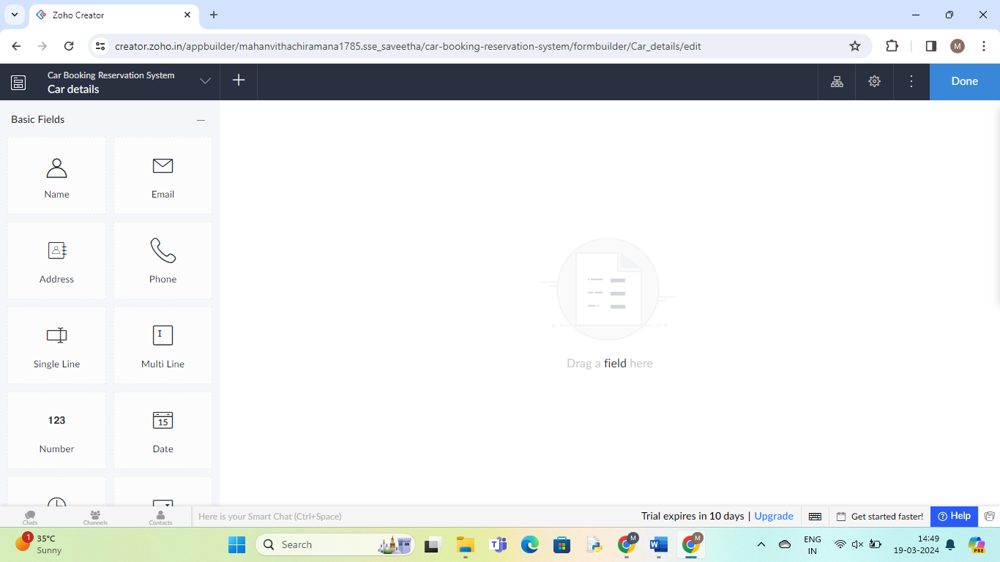 Zoho Creator
creator.zoho.in/appbuilder/mahanvithachiramana1785.sse_saveetha/car-booking-reservation-system/formbuilder/Car_details/edit
M
Car Booking Reservation System
Car details
Done
Basic Fields
Name
Email
Address
Phone
Single Line
Multi Line
123
Number
15
Date
Drag a field here
Chats
Channels
Contacts
Here is your Smart Chat (Ctrl+Space)
Trial expires in 10 days | Upgrade
Get started faster!
Help
1
35°C
Sunny
Search
M
M
ENG
IN
14:49
19-03-2024
PRE